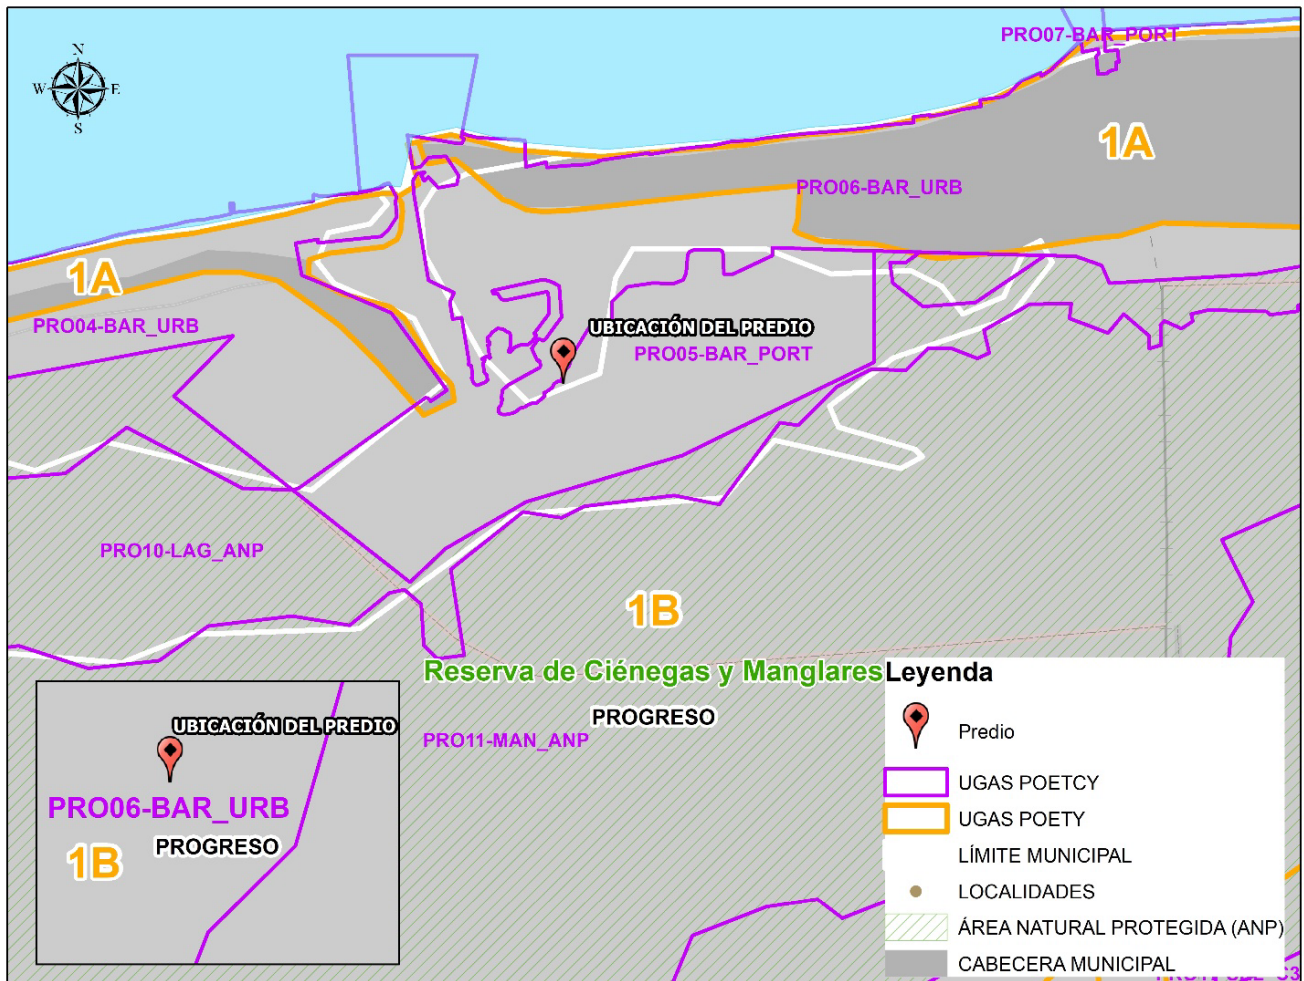 PRO07-BAR_PORT
N
W E
S
1A
PRO06-BAR_URB
1A
PRO04-BAR_URB
UBICACIÓN DEL PREDIO
PRO05-BAR_PORT
PRO10-LAG_ANP
1B
Reserva de Ciénegas y Manglares
PROGRESO
PRO11-MAN_ANP
UBICACIÓN DEL PREDIO
PRO06-BAR_URB
PROGRESO
1B
Leyenda
Predio
UGAS POETCY
UGAS POETY
LÍMITE MUNICIPAL
LOCALIDADES
ÁREA NATURAL PROTEGIDA (ANP)
CABECERA MUNICIPAL